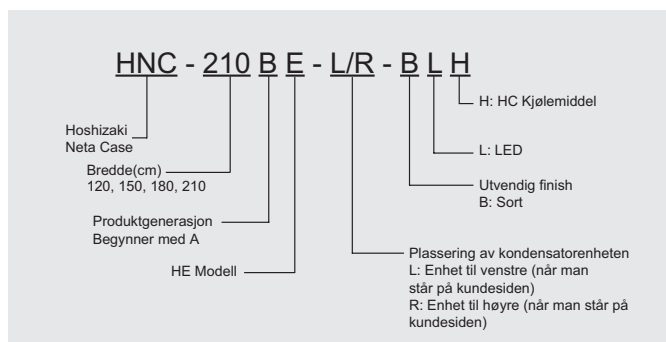 HNC - 210 B E - L/R - B L H
H: HC Kjølemiddel
Hoshizaki
Neta Case
L: LED
Bredde(cm)
120, 150, 180, 210
Utvendig finish
B: Sort
Produktgenerasjon
Begynner med A
HE Modell
Plassering av kondensatorenheten
L: Enhet til venstre (når man
står på kundesiden)
R: Enhet til høyre (når man står på
kundesiden)